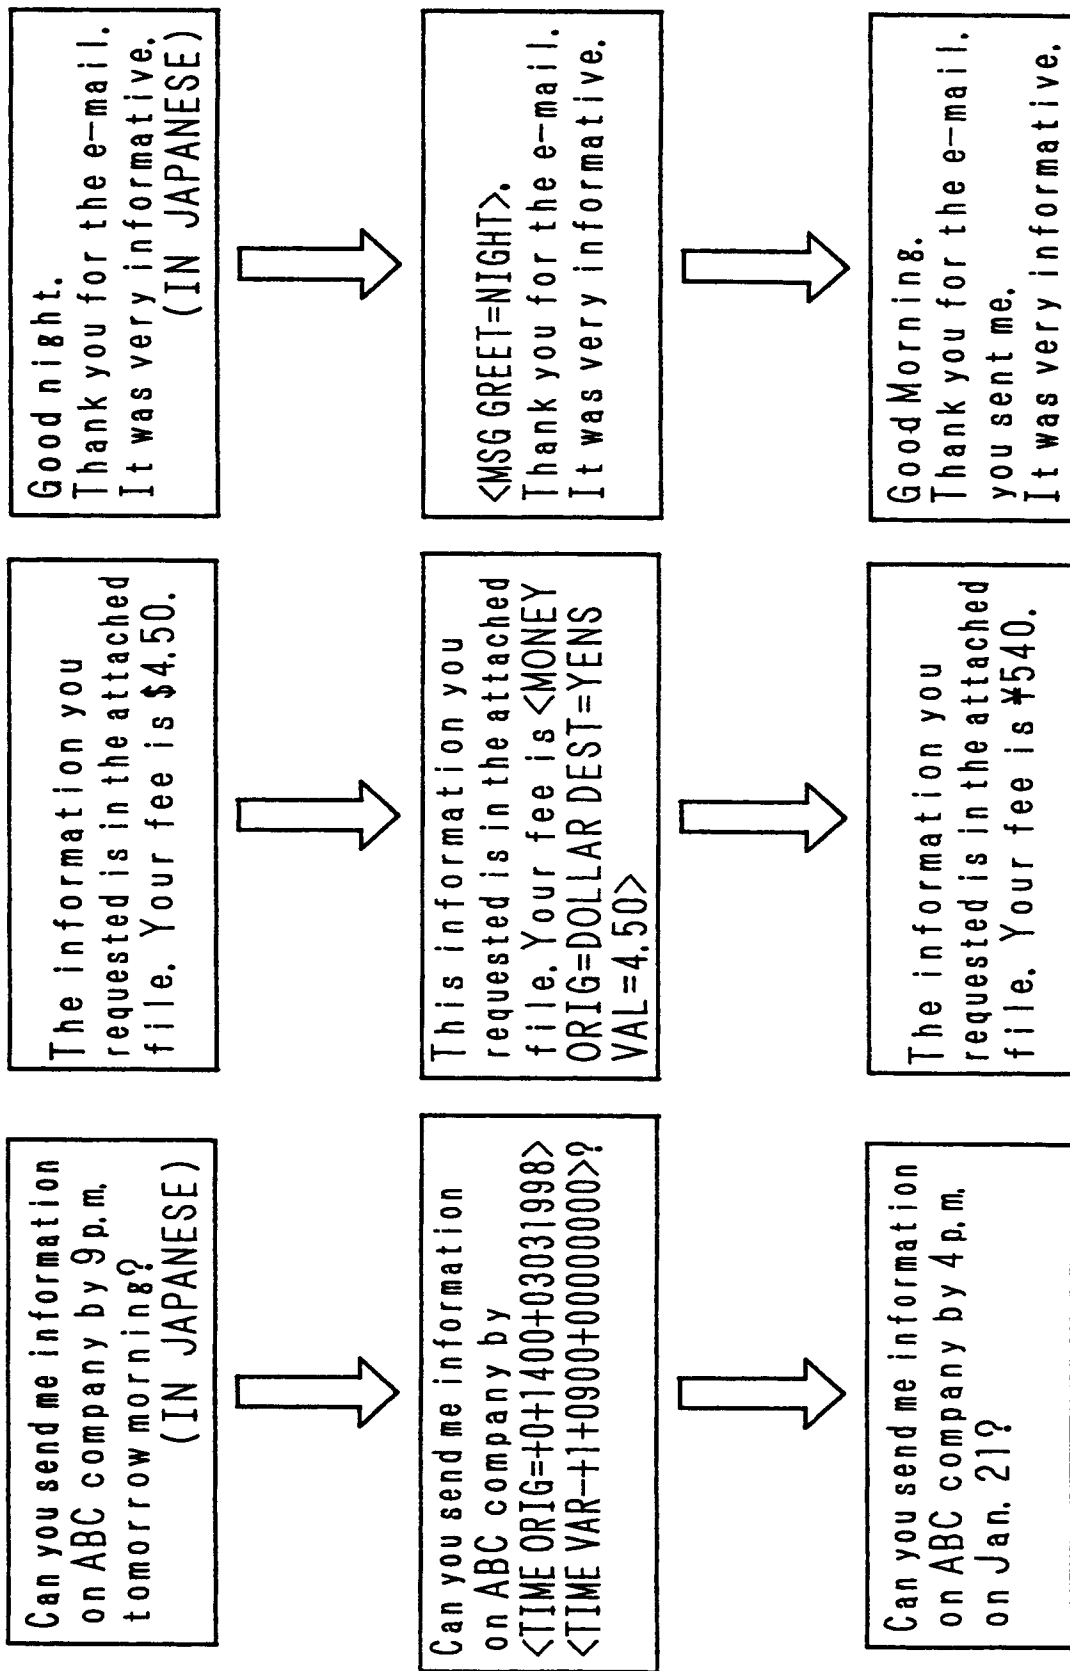 Can you send me information
on ABC company by 9 p.m.
tomorrow morning?
(IN JAPANESE)
Can you send me information
on ABC company by
<TIME ORIG=+0+1400+03031998>
<TIME VAR-+1+0900+0000000>?
Can you send me information
on ABC company by 4 p.m.
on Jan. 21?
The information you
requested is in the attached
file. Your fee is $4.50.
This information you
requested is in the attached
file. Your fee is <MONEY
ORIG=DOLLAR DEST=YENS
VAL=4.50>
The information you
requested is in the attached
file. Your fee is ¥540.
Good night.
Thank you for the e-mail.
It was very informative.
(IN JAPANESE)
<MSG GREET=NIGHT>.
Thank you for the e-mail.
It was very informative.
Good Morning.
Thank you for the e-mail,
you sent me.
It was very informative.